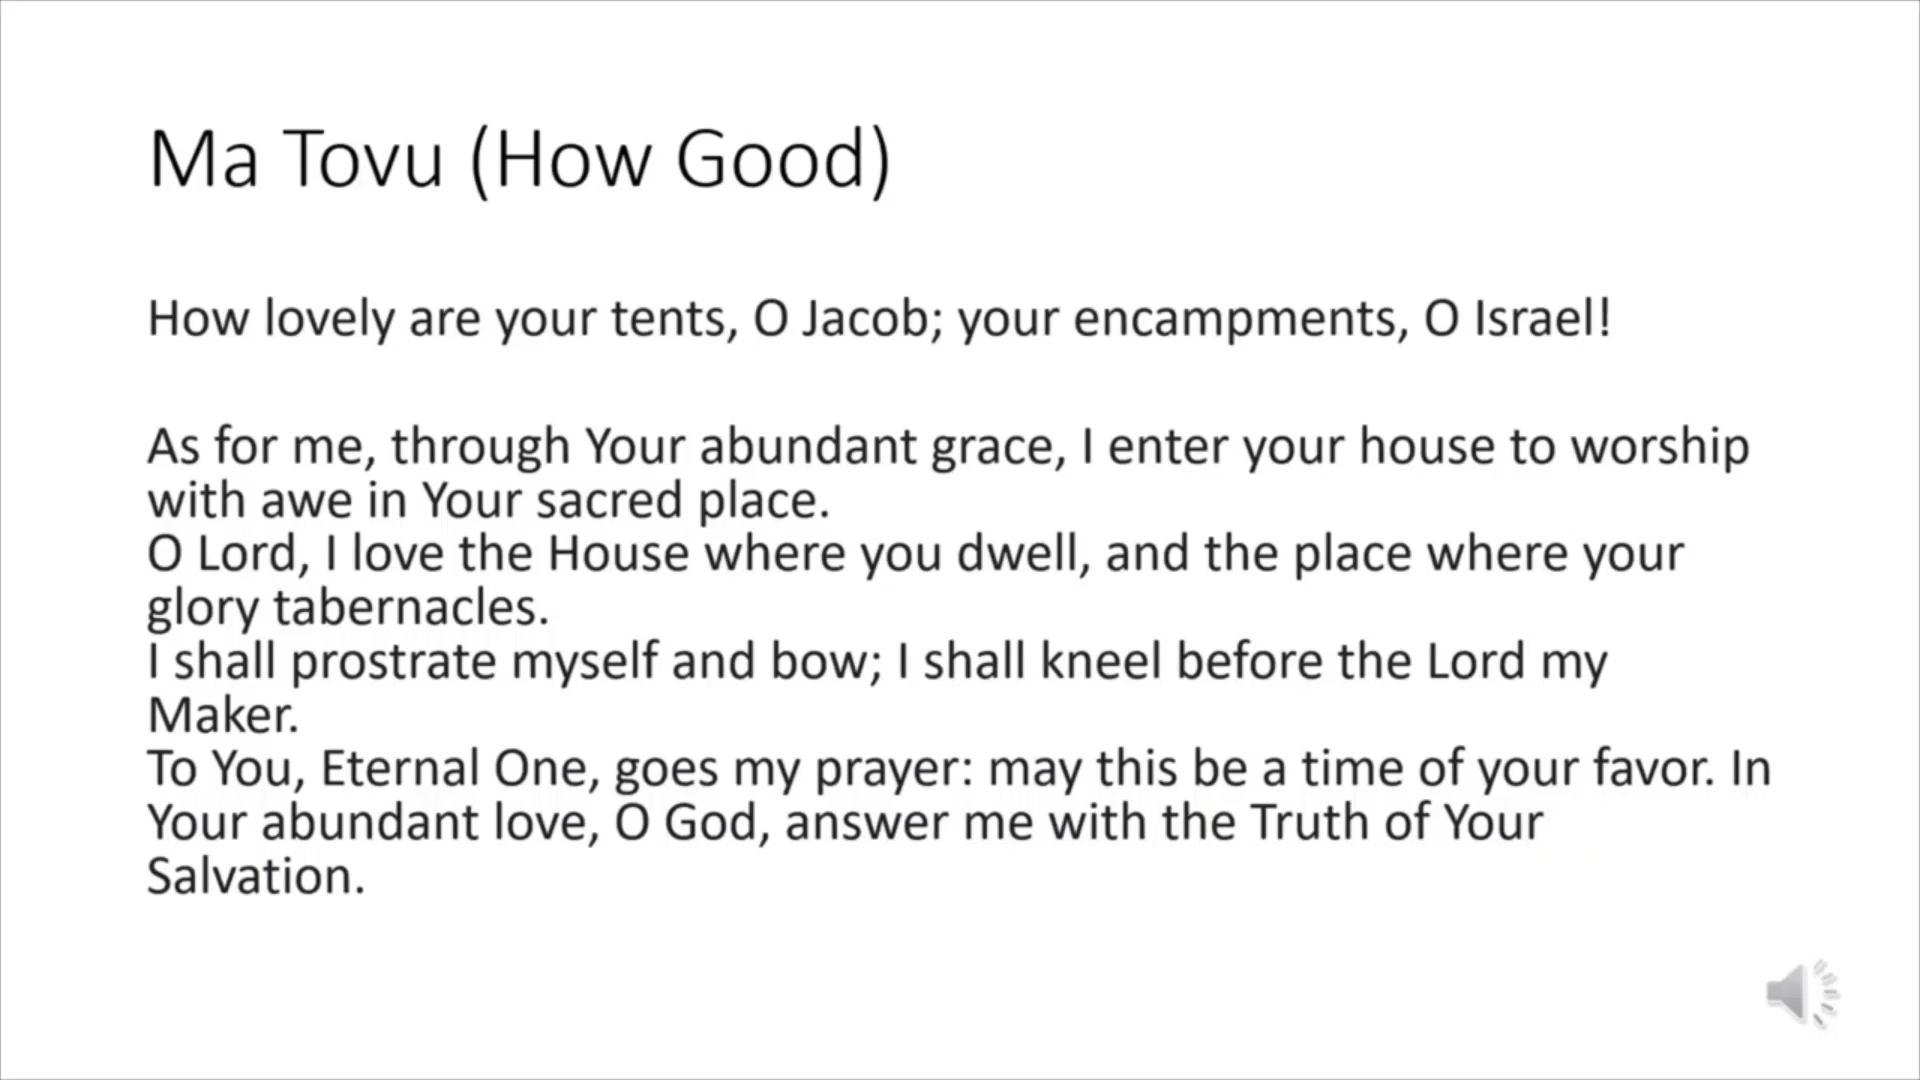 Ma Tovu (How Good)
How lovely are your tents, O Jacob; your encampments, O Israel!
As for me, through Your abundant grace, I enter your house to worship
with awe in Your sacred place.
O Lord, I love the House where you dwell, and the place where your
glory tabernacles.
I shall prostrate myself and bow; I shall kneel before the Lord my
Maker.
To You, Eternal One, goes my prayer: may this be a time of your favor. In
Your abundant love, O God, answer me with the Truth of Your
Salvation.